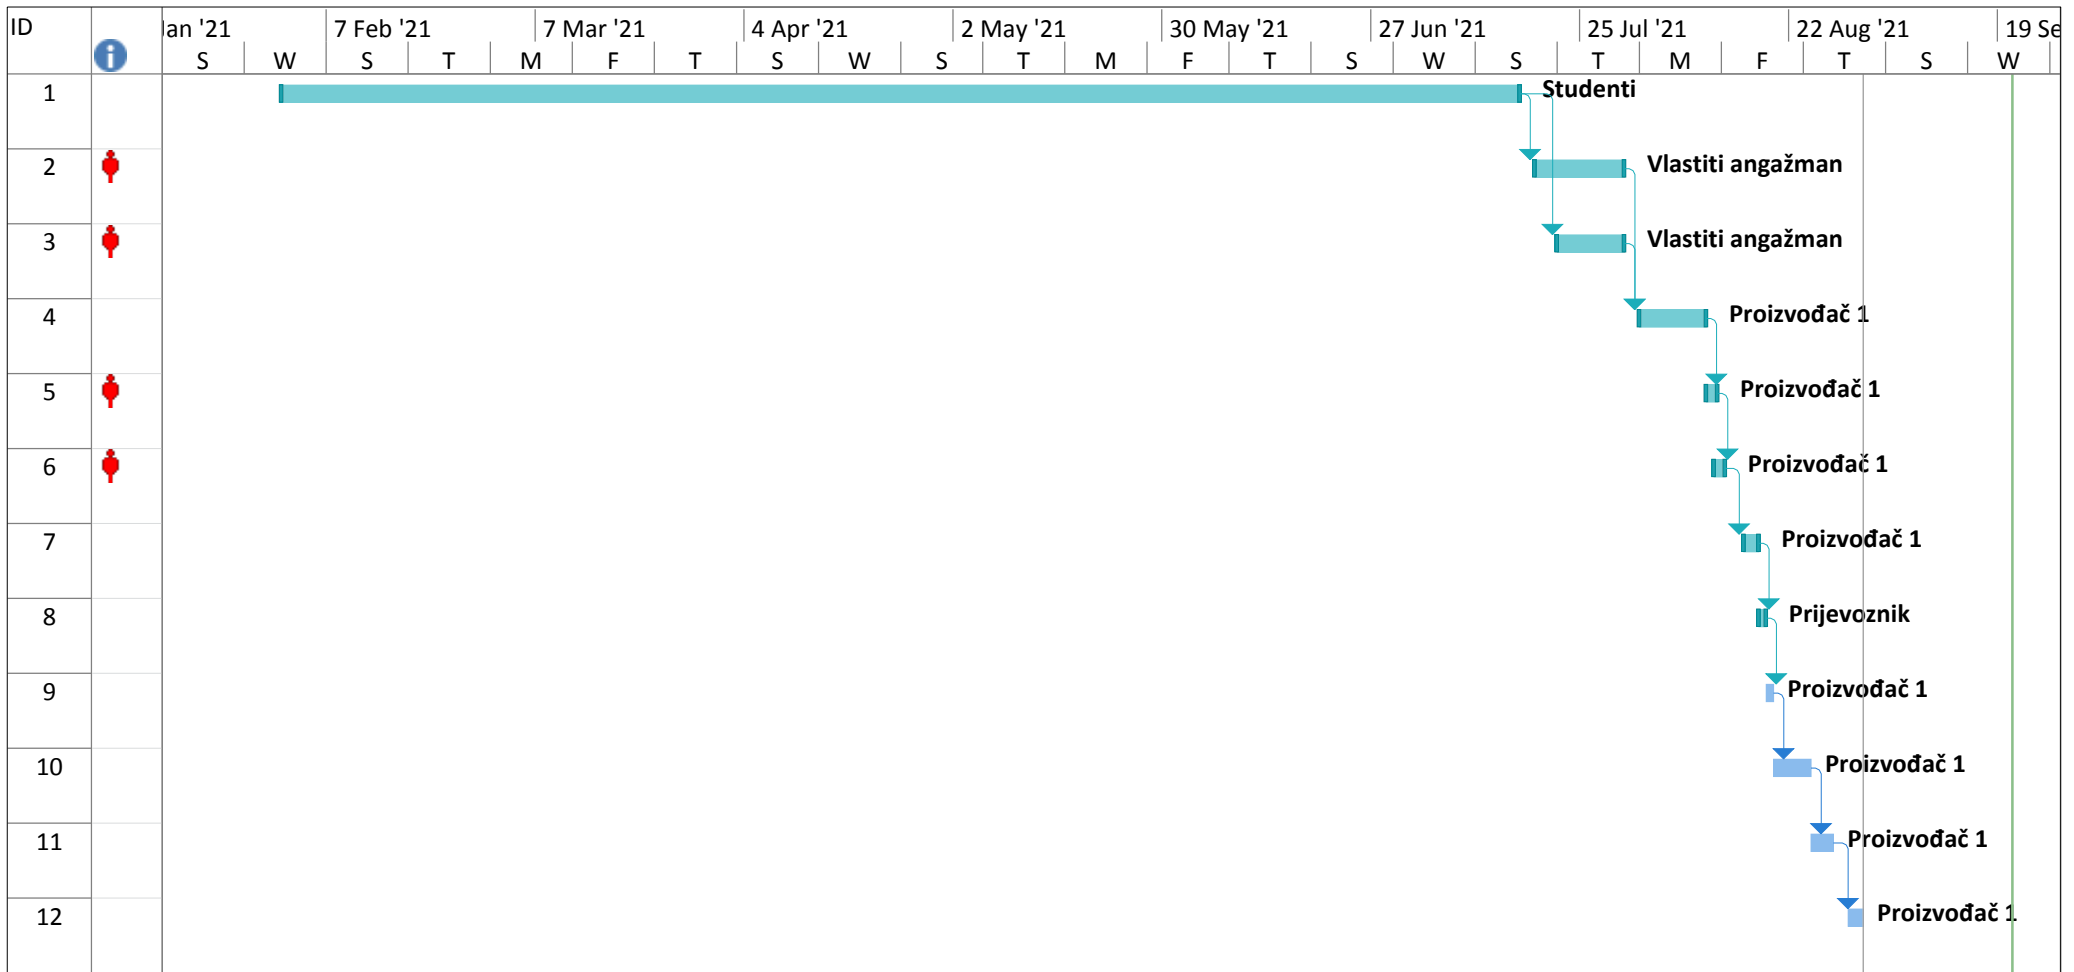 ID Jan '21 7 Feb '21 7 Mar '21 4 Apr '21 2 May '21 30 May '21 27 Jun '21 25 Jul '21 22 Aug '21 19 Se
S W S T M F T S W S T M F T S W S T M F T S W
1 Studenti
2 Vlastiti angažman
3 Vlastiti angažman
4 Proizvođač 1
5 Proizvođač 1
6 Proizvođač 1
7 Proizvođač 1
8 Prijevoznik
9 Proizvođač 1
10 Proizvođač 1
11 Proizvođač 1
12 Proizvođač 1